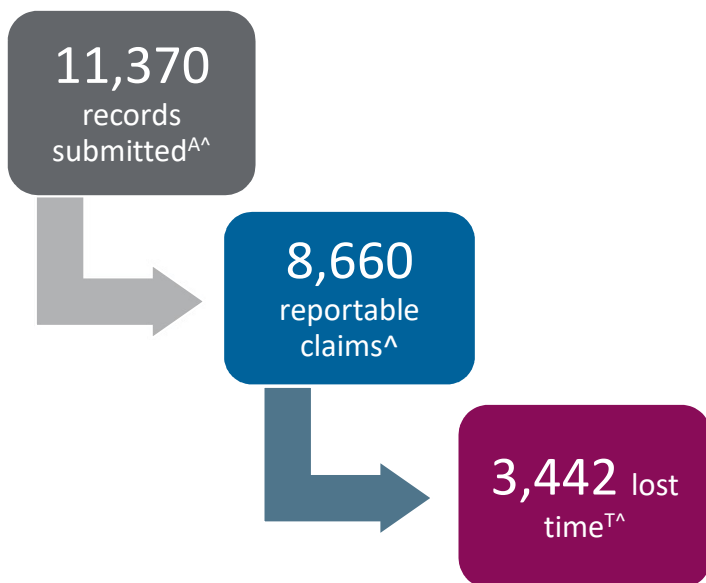 11,370
records
submittedᴬ^
8,660
reportable
claims^
3,442 lost
timeᵀ^